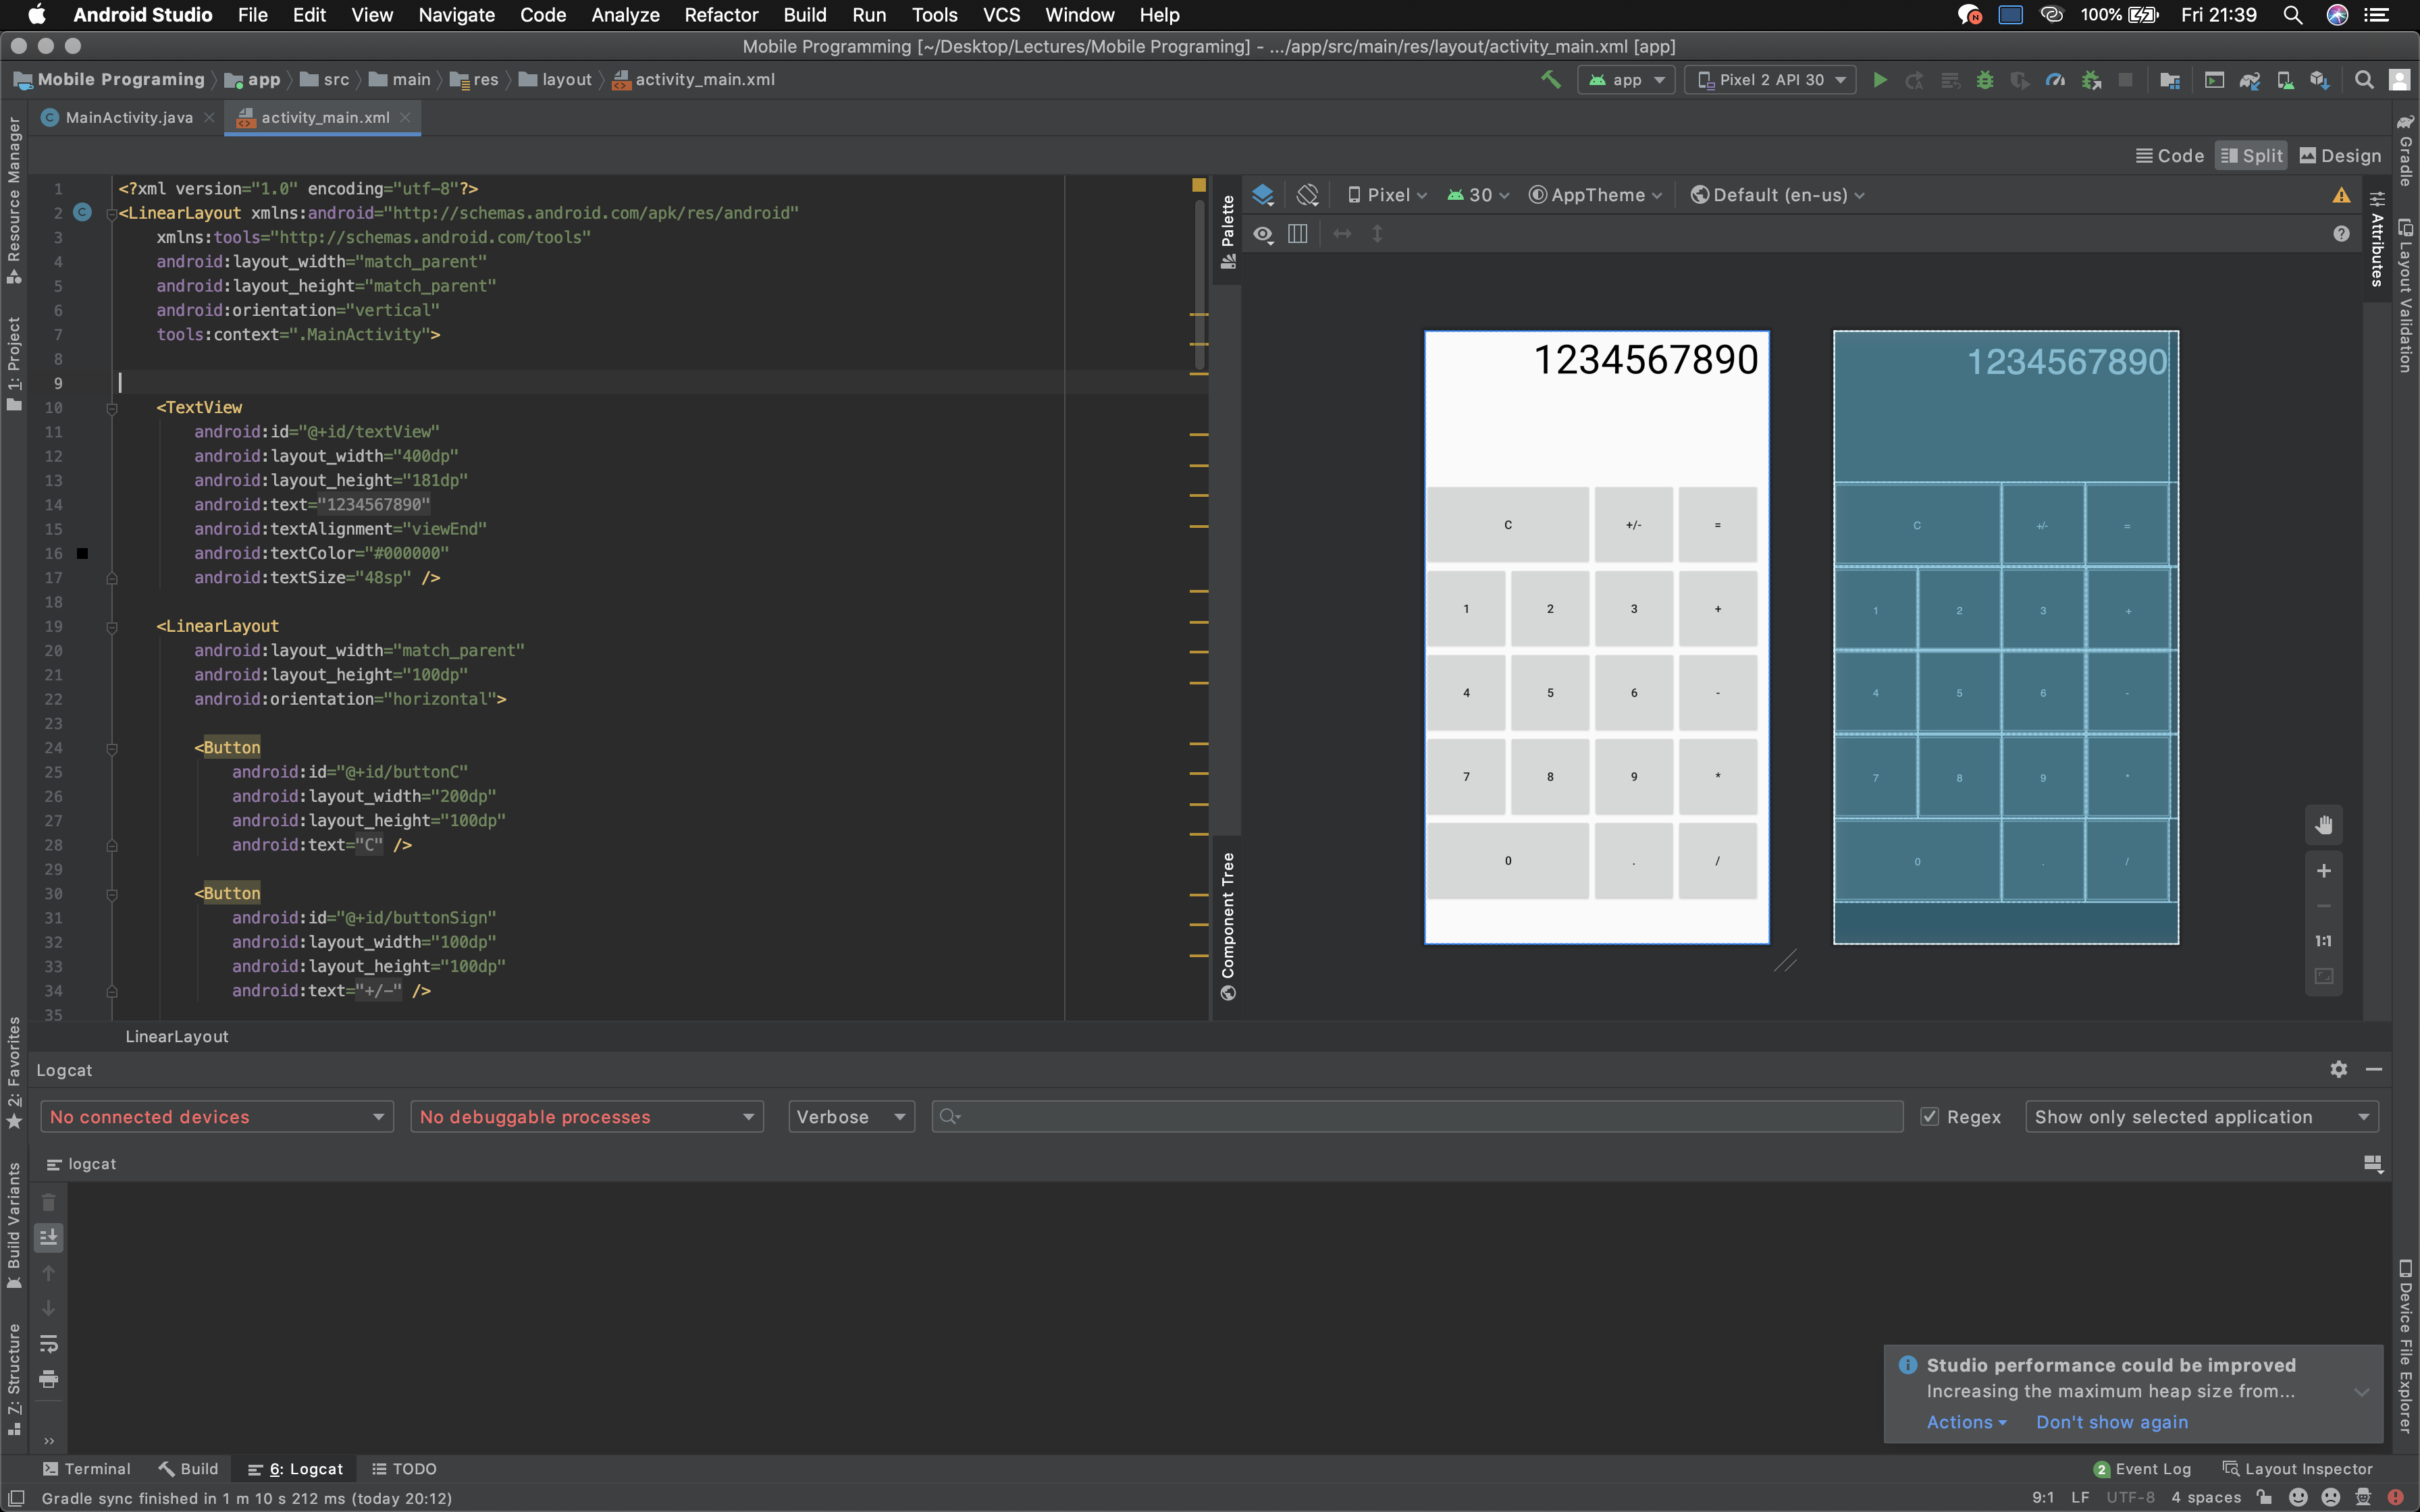 Android Studio File Edit View Navigate Code Analyze Refactor Build Run Tools VCS Window Help 100% Fri 21:39
Mobile Programming [~/Desktop/Lectures/Mobile Programing] - .../app/src/main/res/layout/activity_main.xml [app]
Mobile Programing app src main res layout activity_main.xml app Pixel 2 API 30
MainActivity.java activity_main.xml
Code Split Design
Pixel 30 AppTheme Default (en-us)
Resource Manager
1: Project
2: Favorites
Build Variants
Z: Structure
1 <?xml version="1.0" encoding="utf-8"?>
2 <LinearLayout xmlns:android="http://schemas.android.com/apk/res/android"
3 xmlns:tools="http://schemas.android.com/tools"
4 android:layout_width="match_parent"
5 android:layout_height="match_parent"
6 android:orientation="vertical"
7 tools:context=".MainActivity">
8
9
10 <TextView
11 android:id="@+id/textView"
12 android:layout_width="400dp"
13 android:layout_height="181dp"
14 android:text="1234567890"
15 android:textAlignment="viewEnd"
16 android:textColor="#000000"
17 android:textSize="48sp" />
18
19 <LinearLayout
20 android:layout_width="match_parent"
21 android:layout_height="100dp"
22 android:orientation="horizontal">
23
24 <Button
25 android:id="@+id/buttonC"
26 android:layout_width="200dp"
27 android:layout_height="100dp"
28 android:text="C" />
29
30 <Button
31 android:id="@+id/buttonSign"
32 android:layout_width="100dp"
33 android:layout_height="100dp"
34 android:text="+/-" />
35
LinearLayout
Palette
Component Tree
1234567890
C +/- =
1 2 3 +
4 5 6 -
7 8 9 *
0 . /
1234567890
C +/- =
1 2 3 +
4 5 6 -
7 8 9 *
0 . /
1:1
Attributes
Gradle
Layout Validation
Device File Explorer
Logcat
No connected devices No debuggable processes Verbose Regex Show only selected application
logcat
Studio performance could be improved
Increasing the maximum heap size from...
Actions Don't show again
Terminal Build 6: Logcat TODO 2 Event Log Layout Inspector
Gradle sync finished in 1 m 10 s 212 ms (today 20:12) 9:1 LF UTF-8 4 spaces